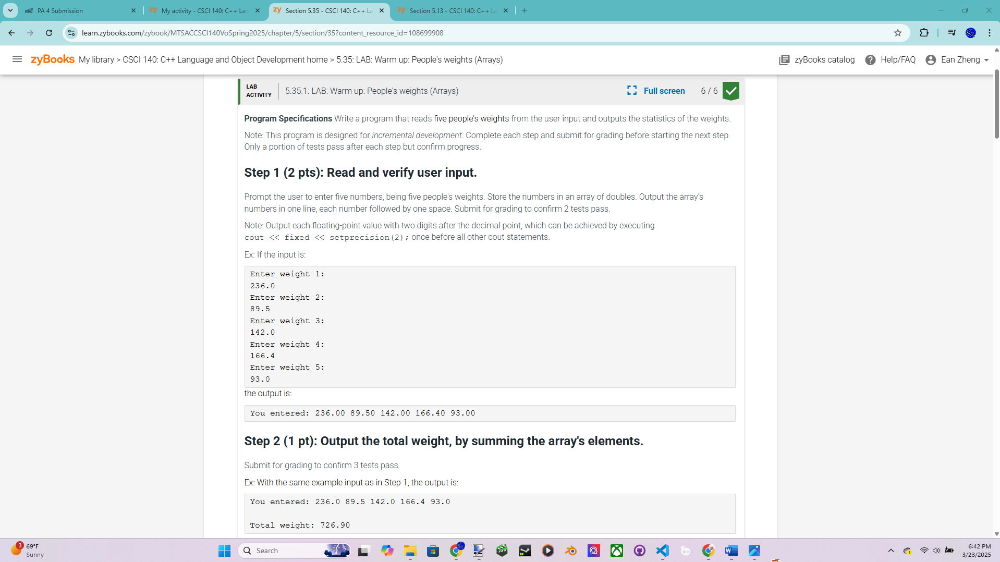 PA 4 Submission
My activity - CSCI 140: C++ Lan
Section 5.35 - CSCI 140: C++ La
Section 5.13 - CSCI 140: C++ La
learn.zybooks.com/zybook/MTSACCSCI140VoSpring2025/chapter/5/section/35?content_resource_id=108699908
zyBooks My library > CSCI 140: C++ Language and Object Development home > 5.35: LAB: Warm up: People's weights (Arrays)
zyBooks catalog
Help/FAQ
Ean Zheng
LAB
ACTIVITY
5.35.1: LAB: Warm up: People's weights (Arrays)
Full screen
6 / 6
Program Specifications Write a program that reads five people's weights from the user input and outputs the statistics of the weights.
Note: This program is designed for incremental development. Complete each step and submit for grading before starting the next step.
Only a portion of tests pass after each step but confirm progress.
Step 1 (2 pts): Read and verify user input.
Prompt the user to enter five numbers, being five people's weights. Store the numbers in an array of doubles. Output the array's
numbers in one line, each number followed by one space. Submit for grading to confirm 2 tests pass.
Note: Output each floating-point value with two digits after the decimal point, which can be achieved by executing
cout << fixed << setprecision(2); once before all other cout statements.
Ex: If the input is:
Enter weight 1:
236.0
Enter weight 2:
89.5
Enter weight 3:
142.0
Enter weight 4:
166.4
Enter weight 5:
93.0
the output is:
You entered: 236.00 89.50 142.00 166.40 93.00
Step 2 (1 pt): Output the total weight, by summing the array's elements.
Submit for grading to confirm 3 tests pass.
Ex: With the same example input as in Step 1, the output is:
You entered: 236.0 89.5 142.0 166.4 93.0
Total weight: 726.90
3
69°F
Sunny
Search
6:42 PM
3/23/2025